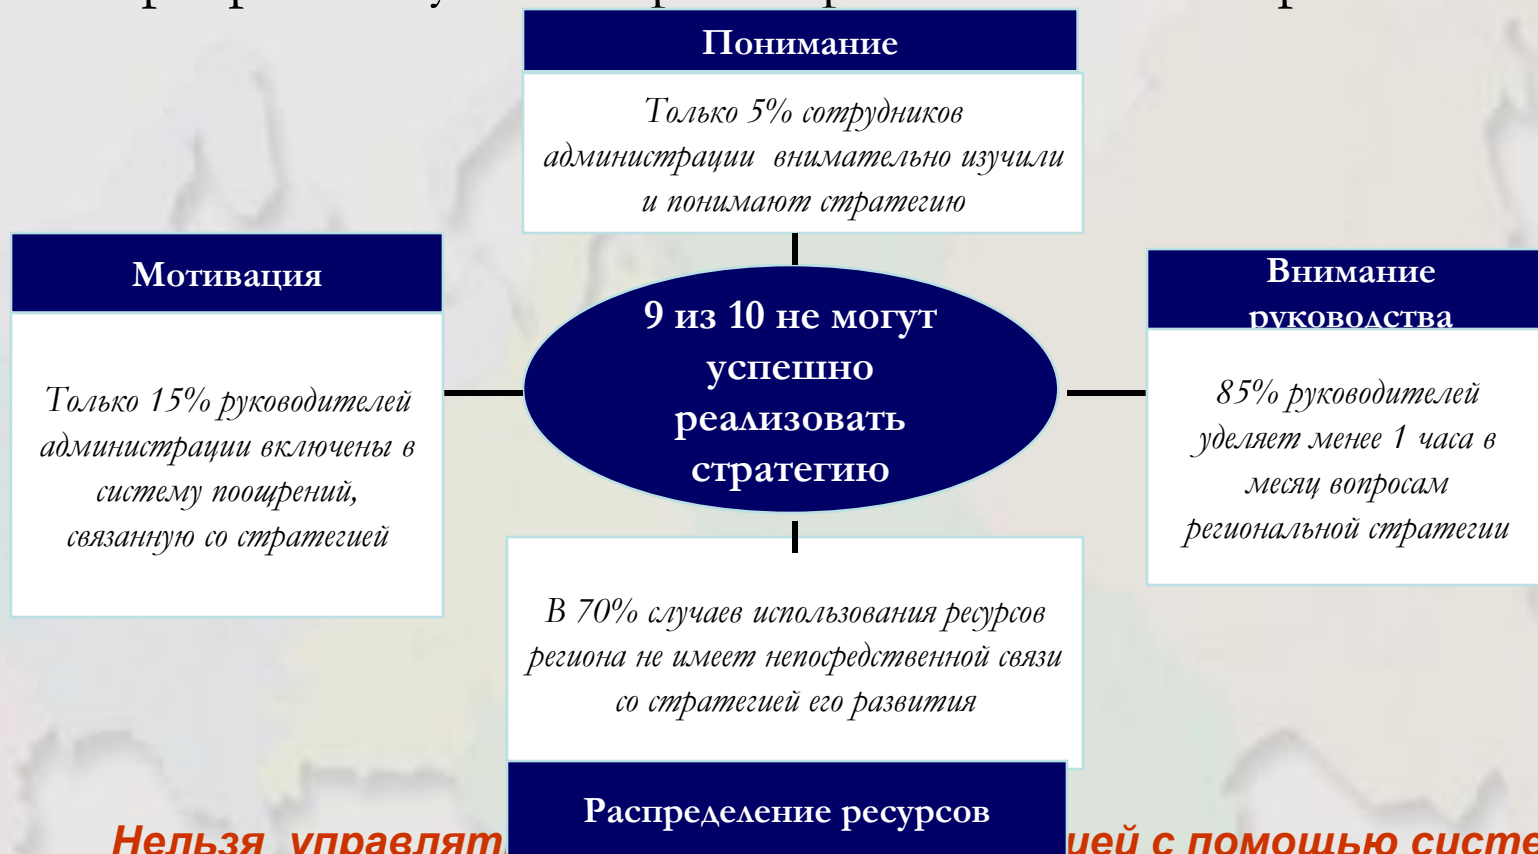 Понимание
Только 5% сотрудников
администрации внимательно изучили
и понимают стратегию
Мотивация
Только 15% руководителей
администрации включены в
систему поощрений,
связанную со стратегией
9 из 10 не могут
успешно
реализовать
стратегию
Внимание
руководства
85% руководителей
уделяет менее 1 часа в
месяц вопросам
региональной стратегии
В 70% случаев использования ресурсов
региона не имеет непосредственной связи
со стратегией его развития
Распределение ресурсов
Нельзя с помощью